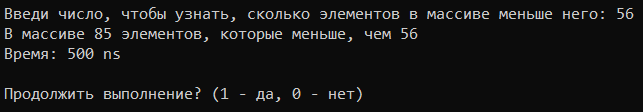 Введи число, чтобы узнать, сколько элементов в массиве меньше него: 56
В массиве 85 элементов, которые меньше, чем 56
Время: 500 ns
Продолжить выполнение? (1 - да, 0 - нет)